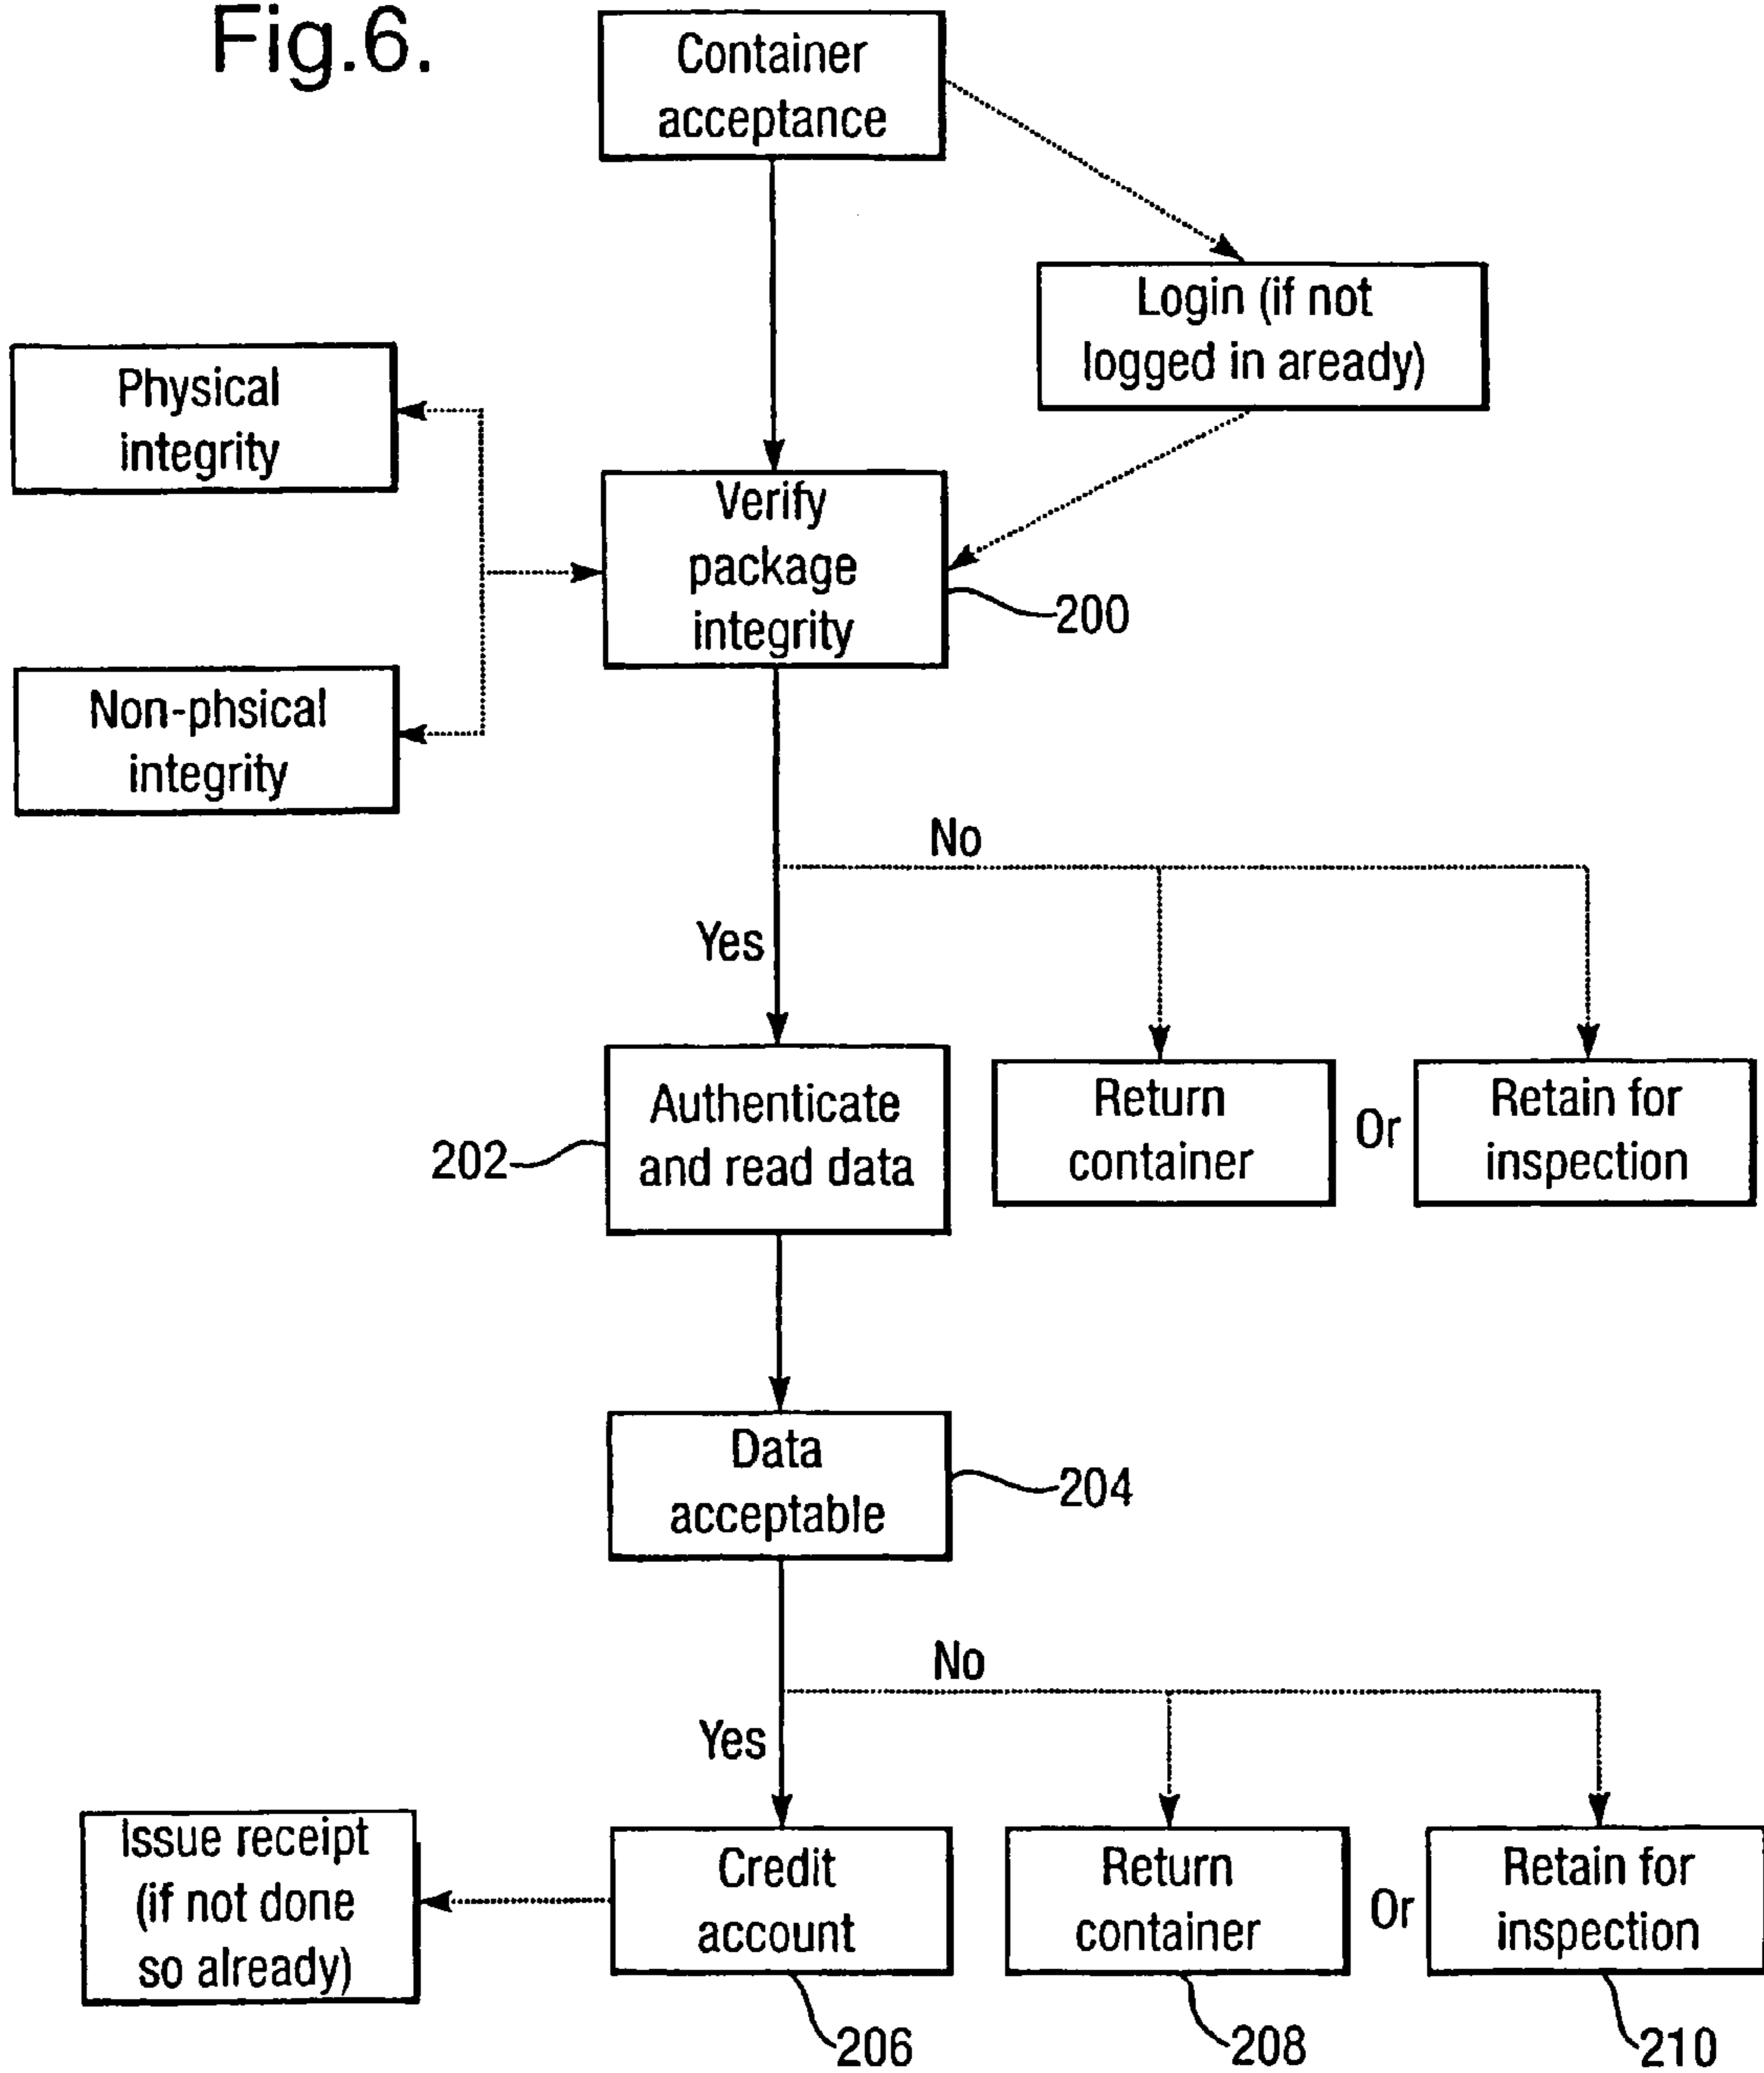 Fig.6.
Container
acceptance
Login (if not
logged in aready)
Physical
integrity
Verify
package
integrity
200
Non-phsical
integrity
No
Yes
Authenticate
and read data
202
Return
container
Or
Retain for
inspection
Data
acceptable
204
No
Yes
Issue receipt
(if not done
so already)
Credit
account
Return
container
Or
Retain for
inspection
206
208
210